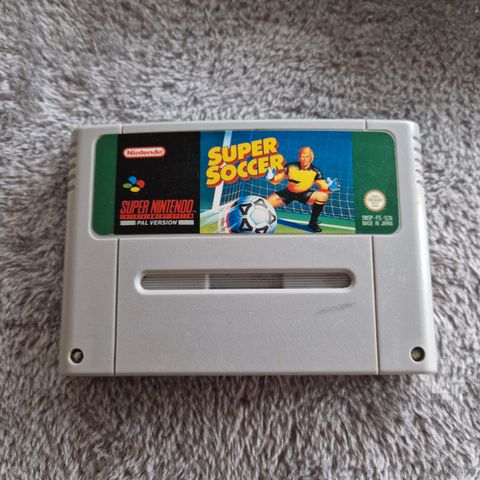 Nintendo
SUPER NINTENDO
ENTERTAINMENT SYSTEM
PAL VERSION
SUPER
SOCCER
SNSP-FS-SCN
MADE IN JAPAN